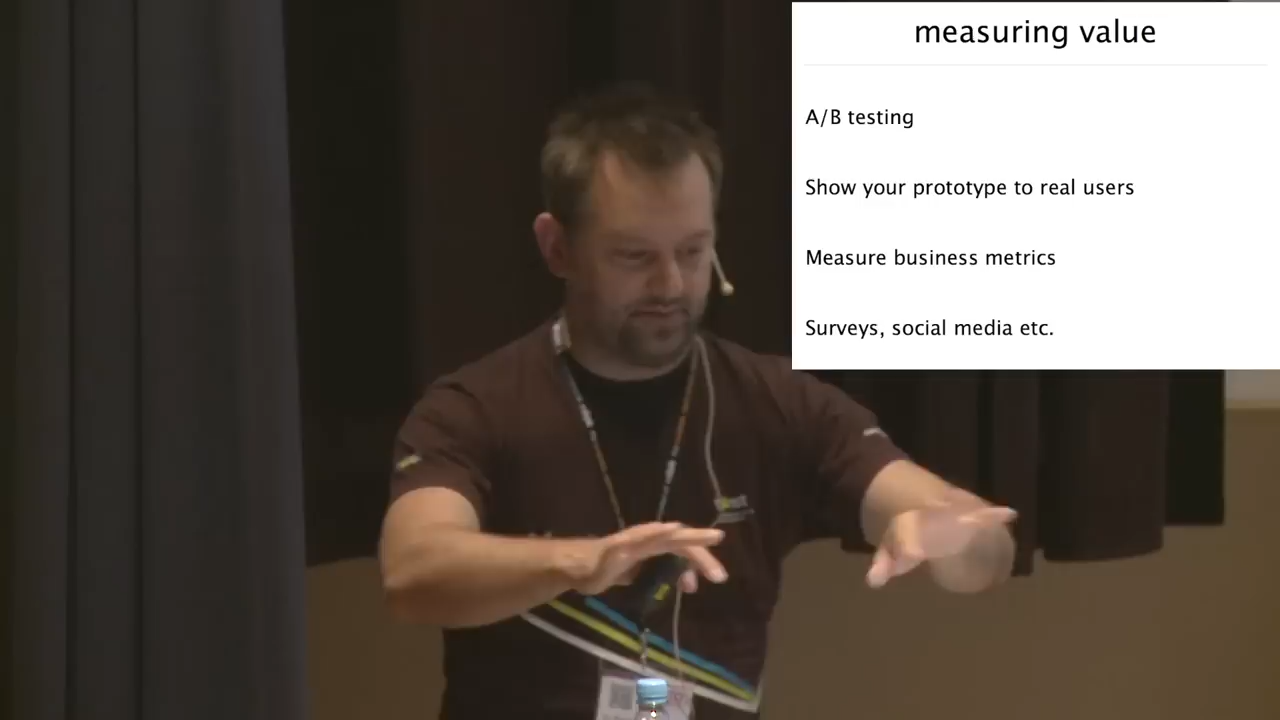 measuring value
A/B testing
Show your prototype to real users
Measure business metrics
Surveys, social media etc.